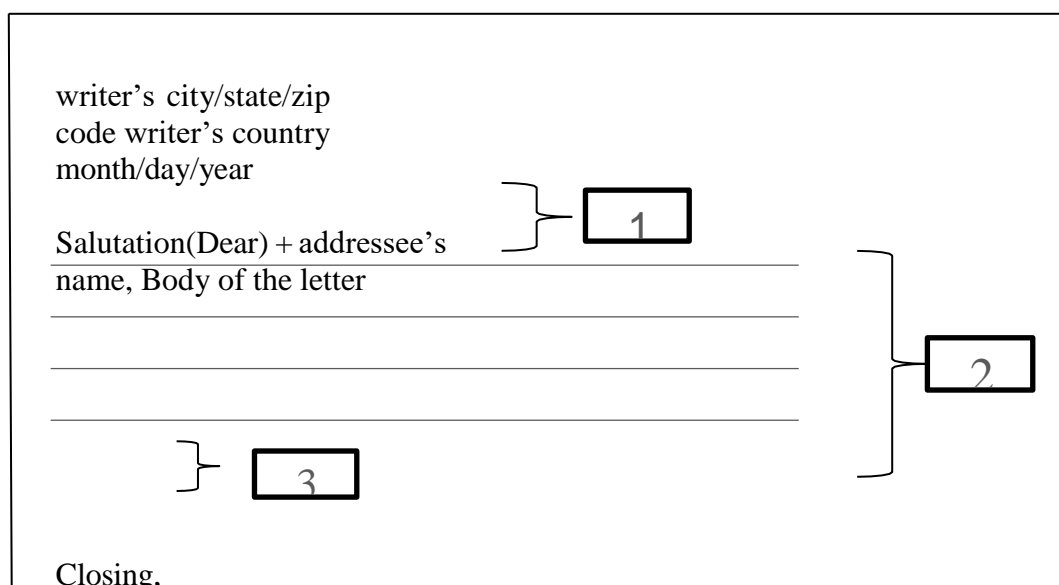 writer’s city/state/zip
code writer’s country
month/day/year
1
Salutation(Dear) + addressee’s
name, Body of the letter
2
3
Closing,